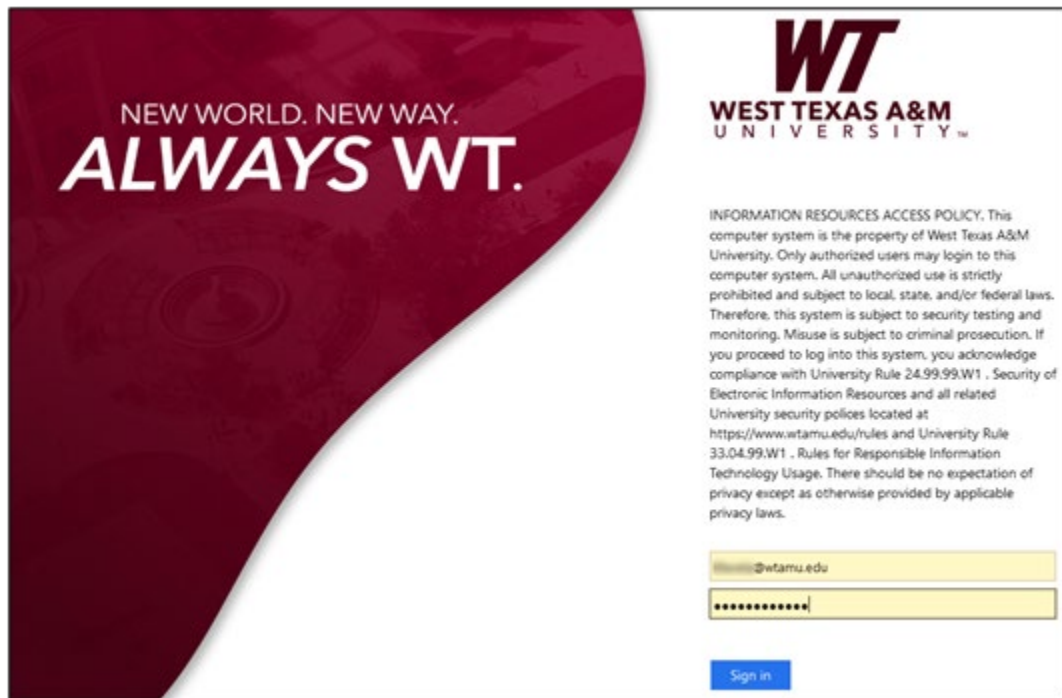 NEW WORLD. NEW WAY.
ALWAYS WT.
WT
WEST TEXAS A&M
UNIVERSITY™
INFORMATION RESOURCES ACCESS POLICY. This
computer system is the property of West Texas A&M
University. Only authorized users may login to this
computer system. All unauthorized use is strictly
prohibited and subject to local, state, and/or federal laws.
Therefore, this system is subject to security testing and
monitoring. Misuse is subject to criminal prosecution. If
you proceed to log into this system, you acknowledge
compliance with University Rule 24.99.99.W1 . Security of
Electronic Information Resources and all related
University security polices located at
https://www.wtamu.edu/rules and University Rule
33.04.99.W1 . Rules for Responsible Information
Technology Usage. There should be no expectation of
privacy except as otherwise provided by applicable
privacy laws.
@wtamu.edu
••••••••••••
Sign in